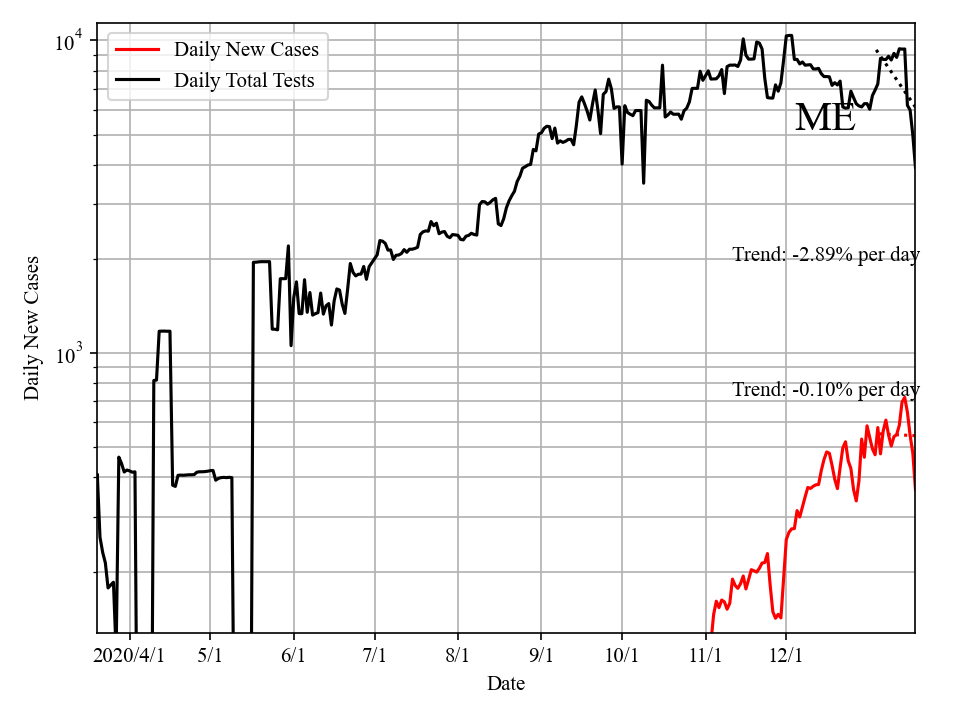 Daily New Cases
Daily Total Tests
10^4
10^3
ME
Trend: -2.89% per day
Trend: -0.10% per day
Daily New Cases
2020/4/1 5/1 6/1 7/1 8/1 9/1 10/1 11/1 12/1
Date